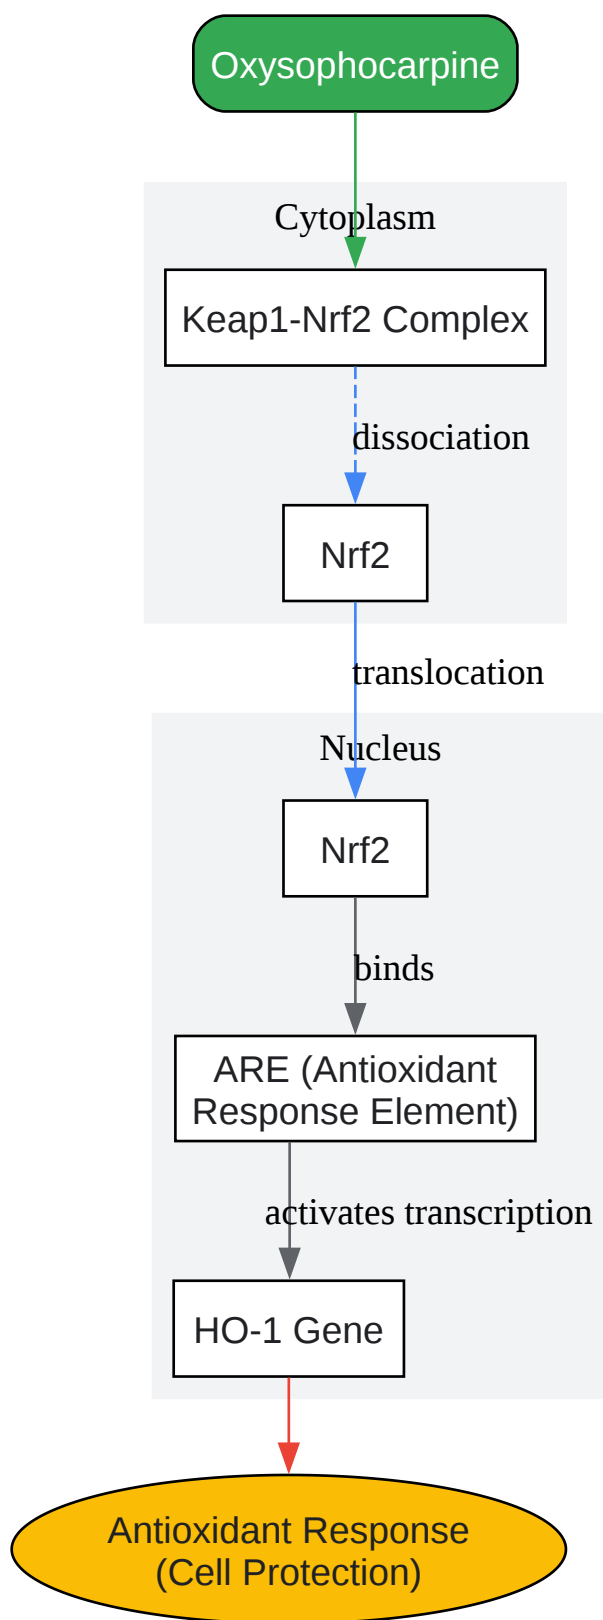 Oxysophocarpine
Cytoplasm
Keap1-Nrf2 Complex
dissociation
Nrf2
translocation
Nucleus
Nrf2
binds
ARE (Antioxidant
Response Element)
activates transcription
HO-1 Gene
Antioxidant Response
(Cell Protection)